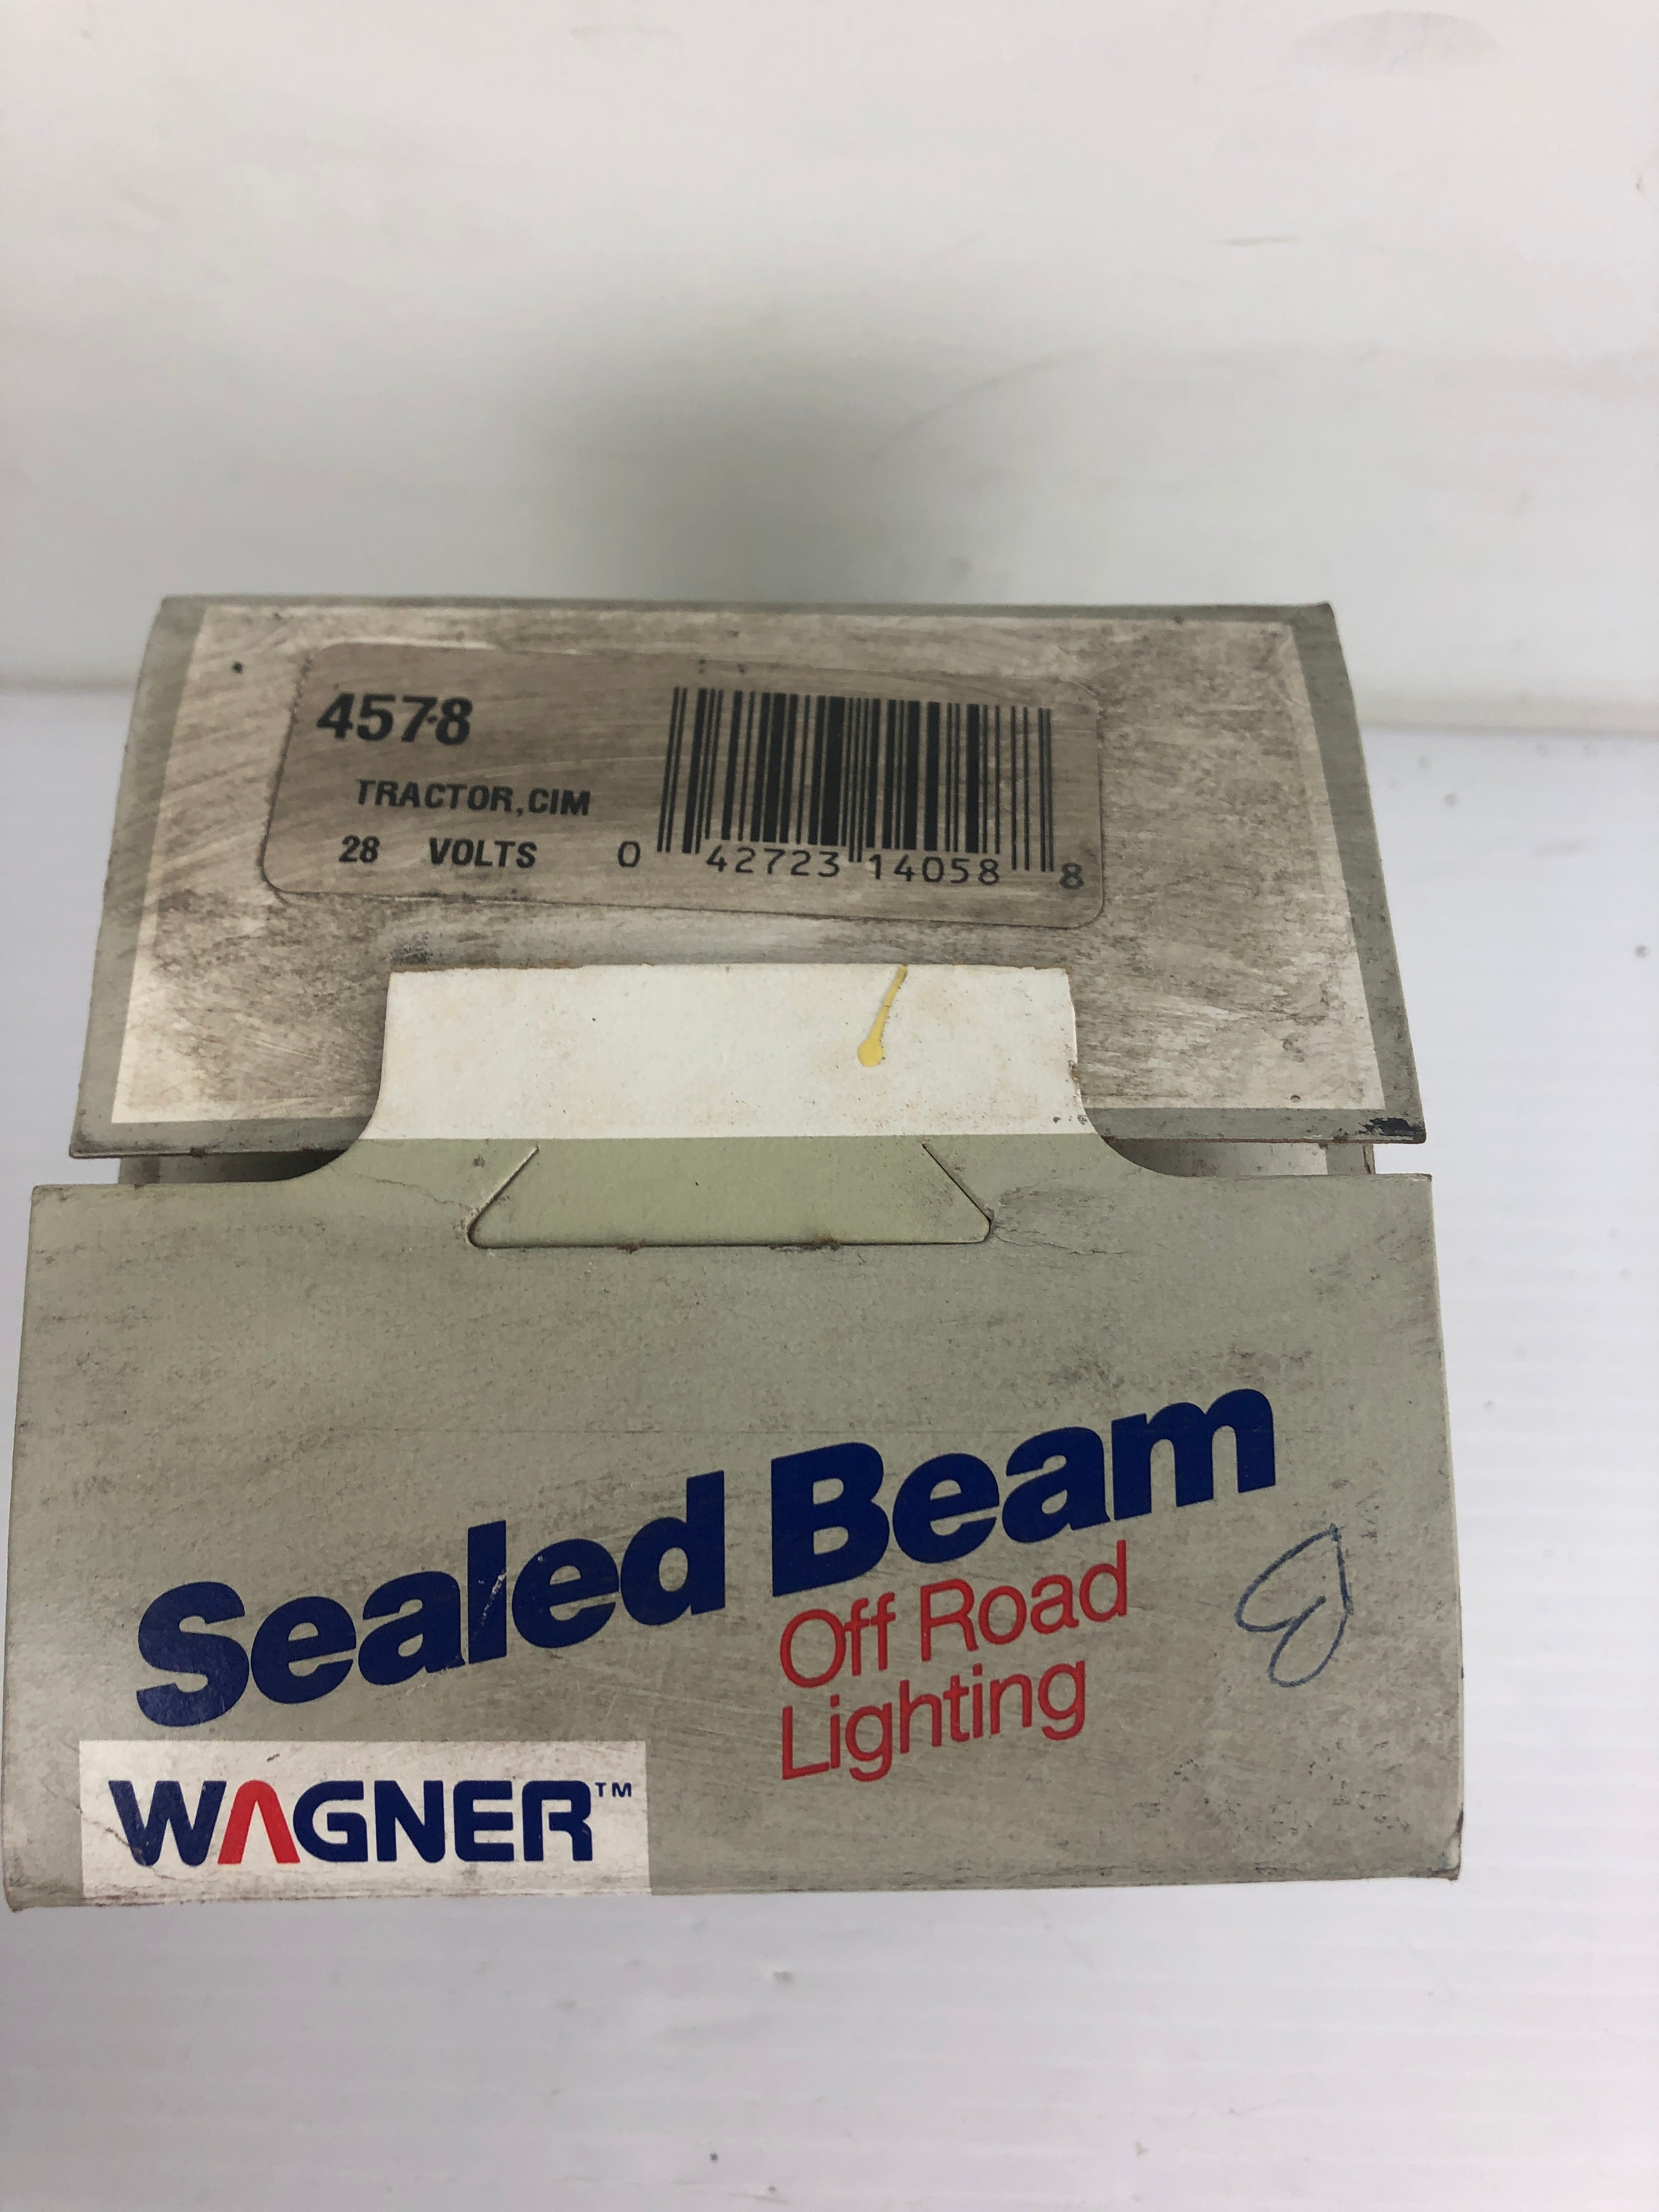 4578
TRACTOR,CIM
28 VOLTS
0 42723 14058 8
Sealed Beam
Off Road
Lighting
WAGNER™